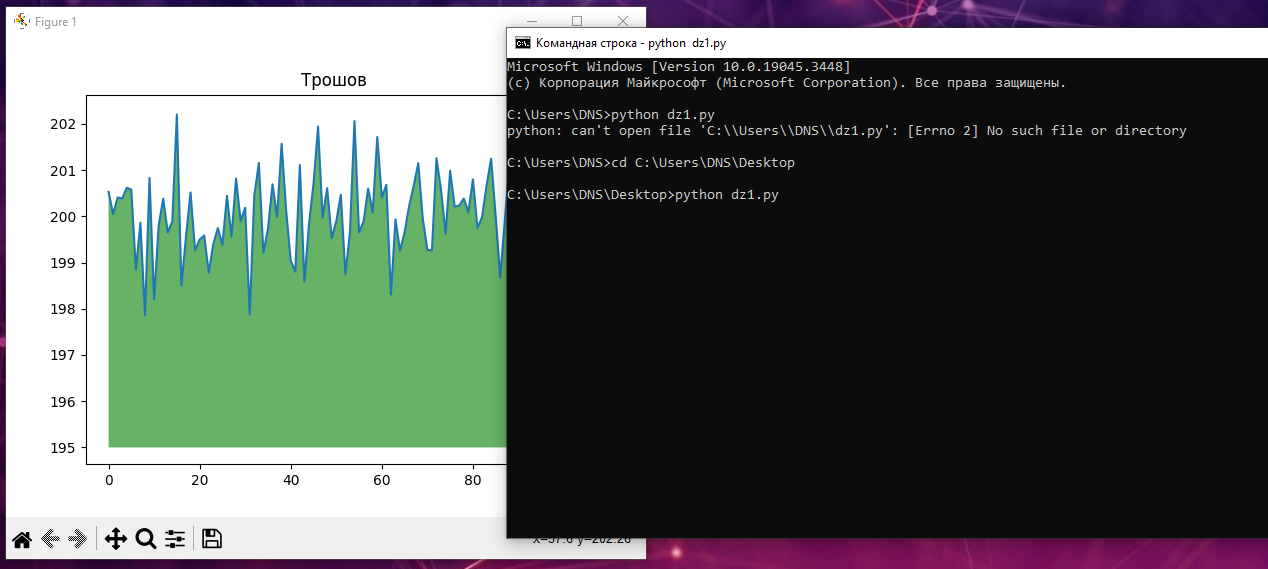 Figure 1
Трошов
202
201
200
199
198
197
196
195
0 20 40 60 80
x=57.6 y=202.26
Командная строка - python dz1.py
Microsoft Windows [Version 10.0.19045.3448]
(c) Корпорация Майкрософт (Microsoft Corporation). Все права защищены.
C:\Users\DNS>python dz1.py
python: can't open file 'C:\\Users\\DNS\\dz1.py': [Errno 2] No such file or directory
C:\Users\DNS>cd C:\Users\DNS\Desktop
C:\Users\DNS\Desktop>python dz1.py